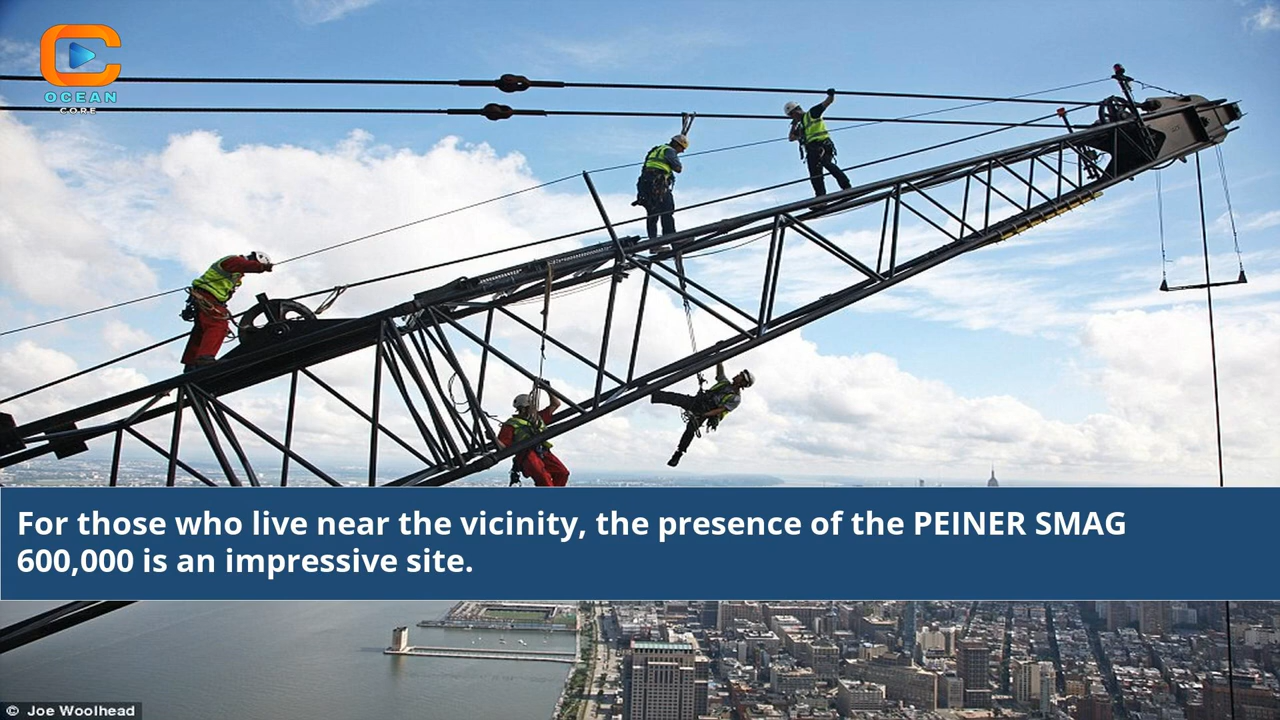 OCEAN
CORE
For those who live near the vicinity, the presence of the PEINER SMAG
600,000 is an impressive site.
© Joe Woolhead